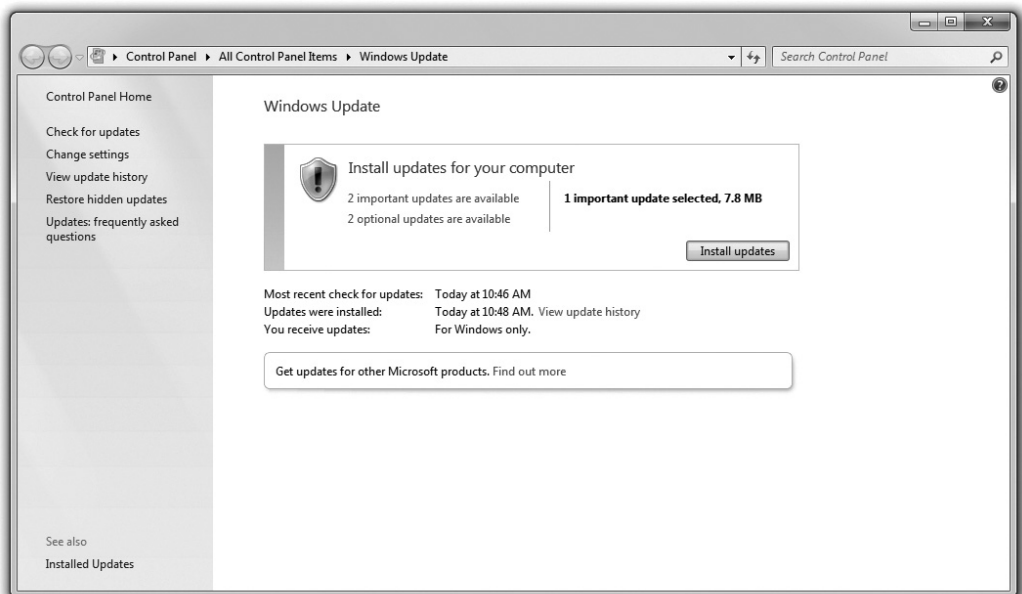 Control Panel ▸ All Control Panel Items ▸ Windows Update
Search Control Panel
Control Panel Home
Check for updates
Change settings
View update history
Restore hidden updates
Updates: frequently asked
questions
See also
Installed Updates
Windows Update
Install updates for your computer
2 important updates are available
2 optional updates are available
1 important update selected, 7.8 MB
Install updates
Most recent check for updates: Today at 10:46 AM
Updates were installed: Today at 10:48 AM. View update history
You receive updates: For Windows only.
Get updates for other Microsoft products. Find out more